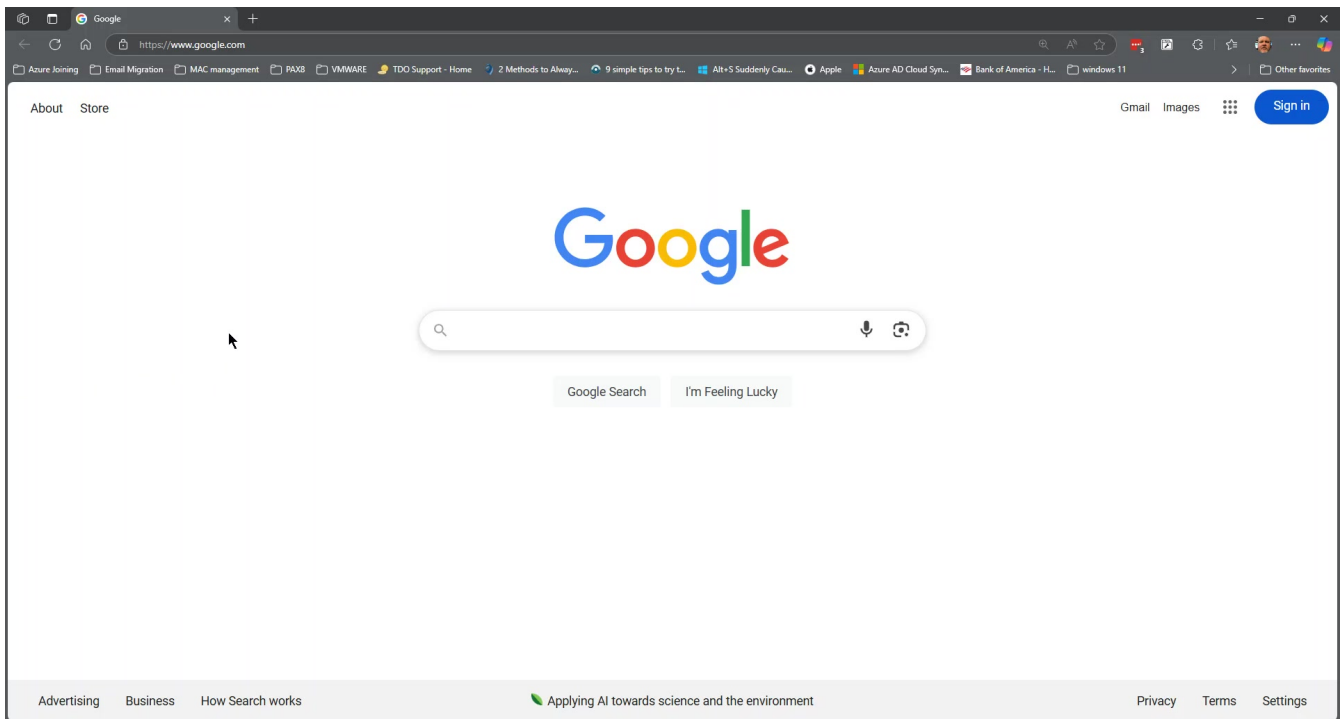 Google
https://www.google.com
3
Azure Joining Email Migration MAC management PAX8 VMWARE TDO Support - Home 2 Methods to Alway... 9 simple tips to try t... Alt+S Suddenly Cau... Apple Azure AD Cloud Syn... Bank of America - H... windows 11 Other favorites
About Store Gmail Images Sign in
Google
Google Search I'm Feeling Lucky
Advertising Business How Search works Applying AI towards science and the environment Privacy Terms Settings